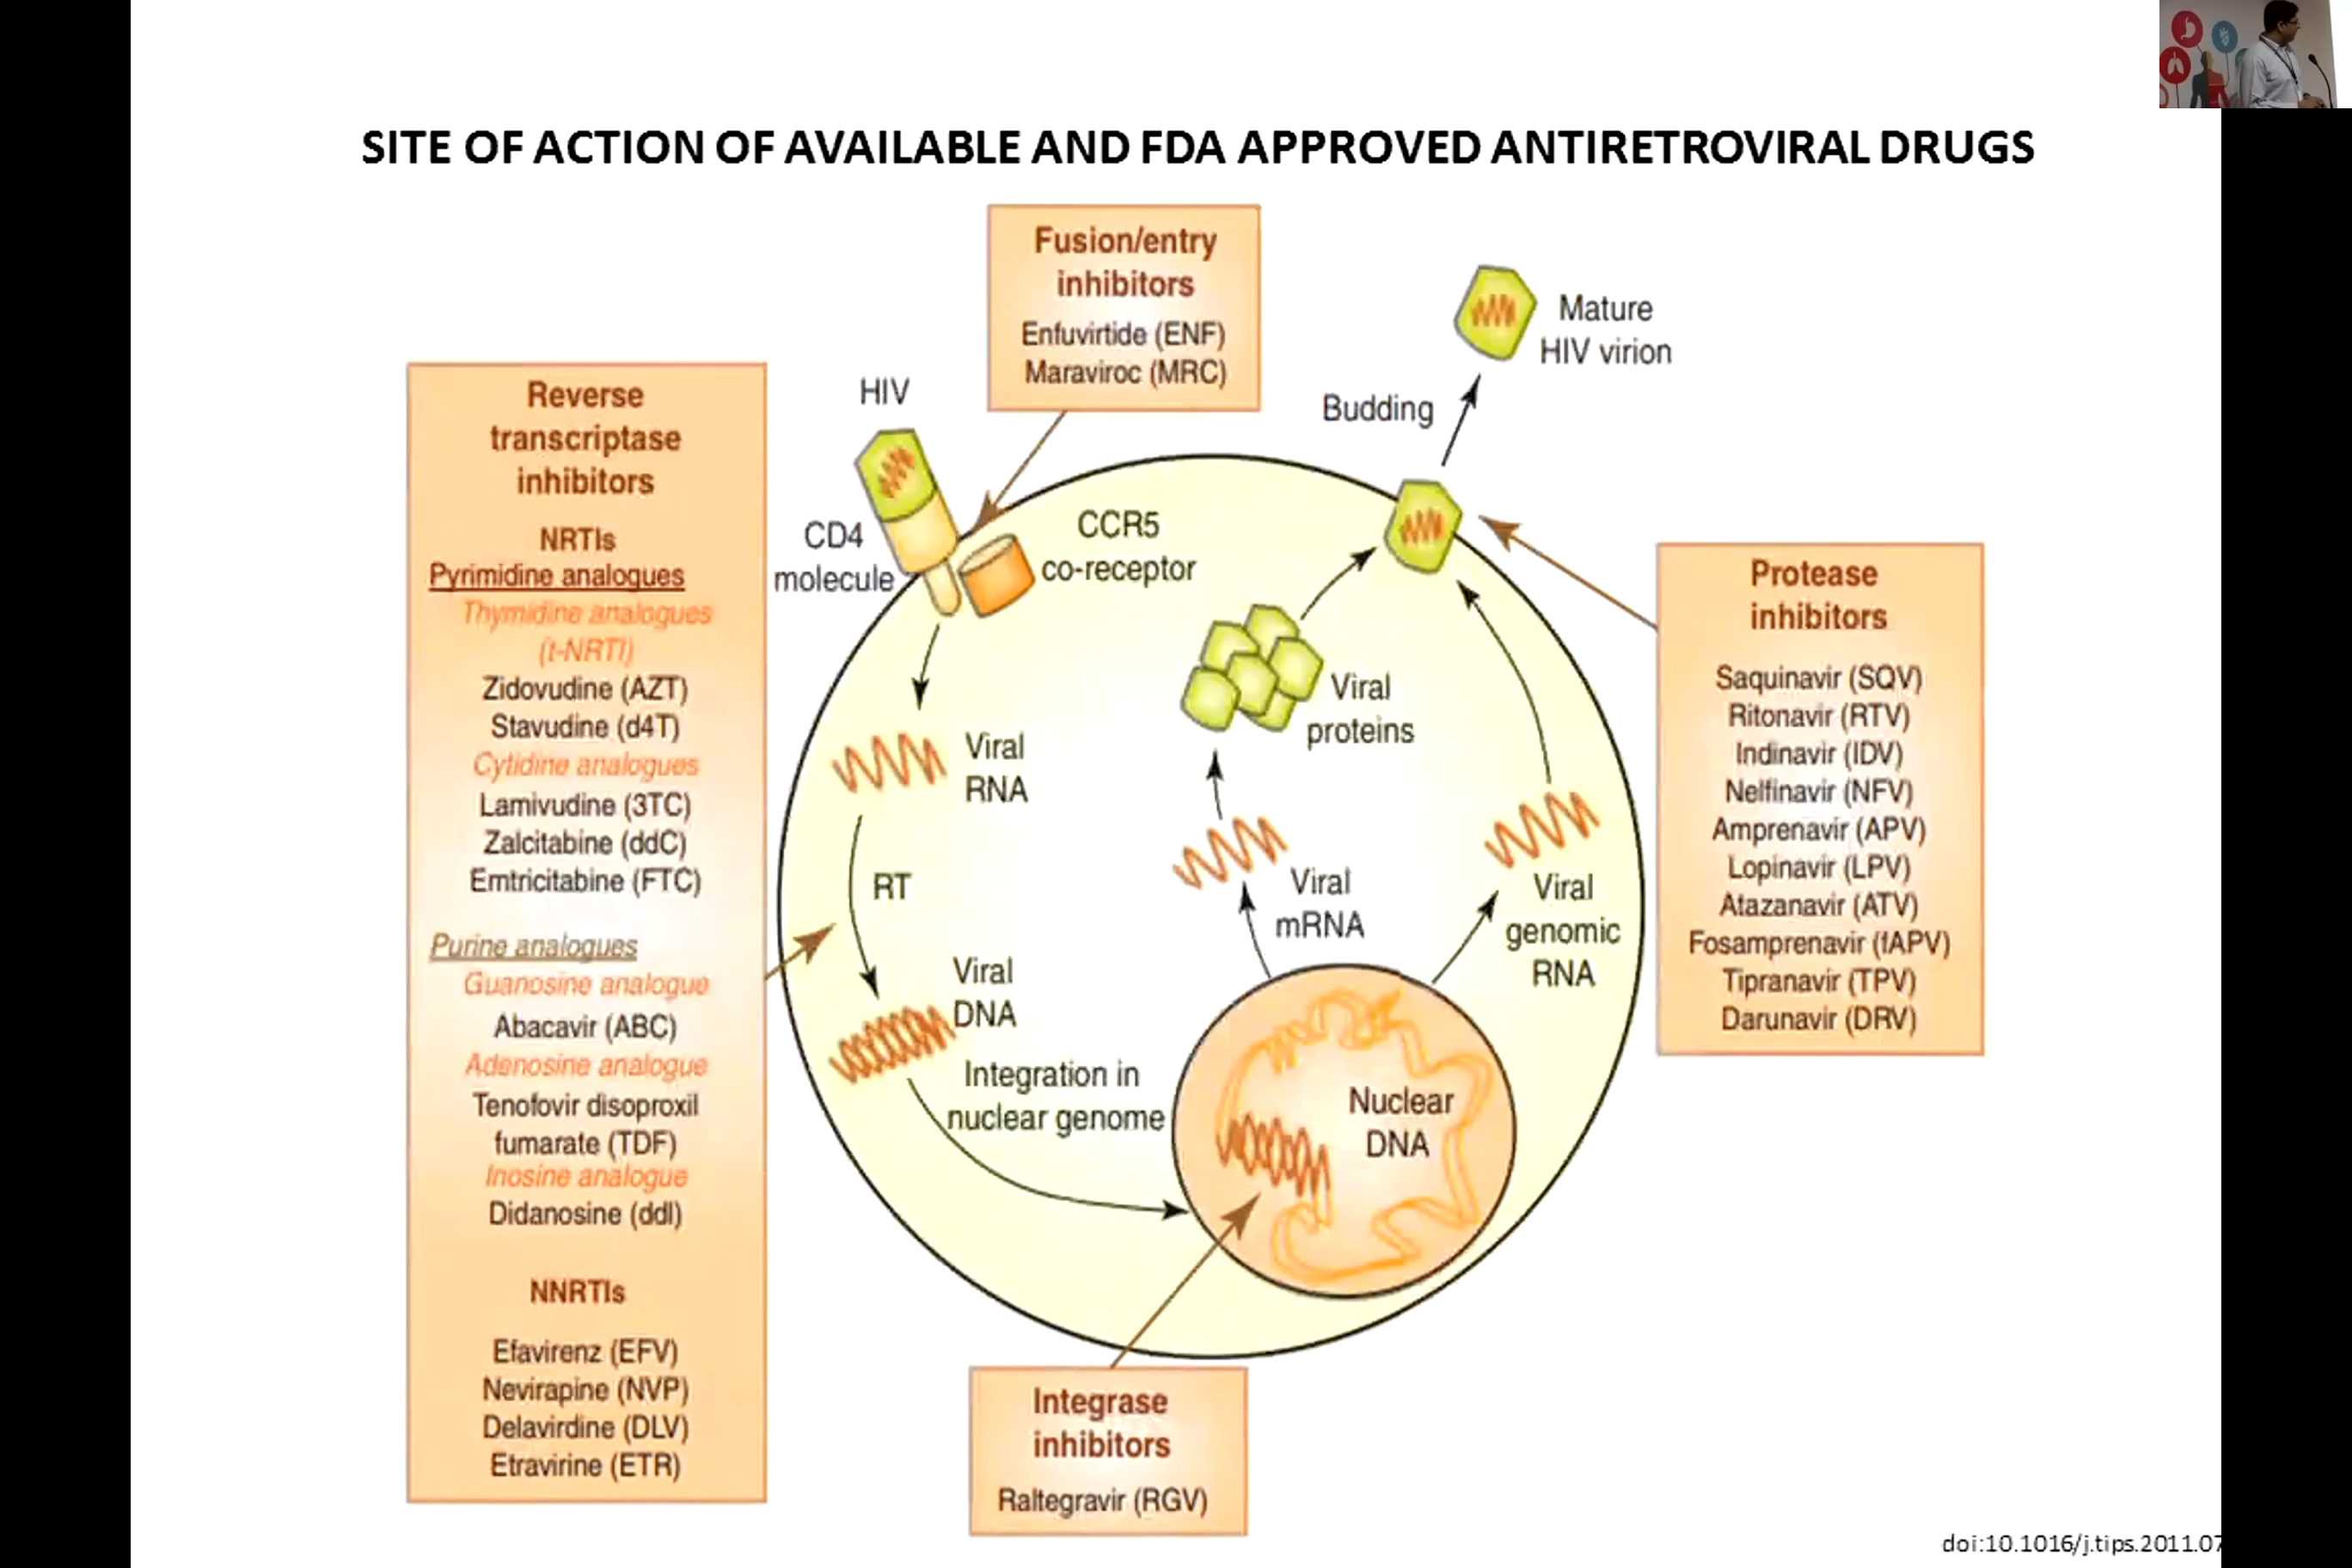 SITE OF ACTION OF AVAILABLE AND FDA APPROVED ANTIRETROVIRAL DRUGS
Fusion/entry
inhibitors
Enfuvirtide (ENF)
Maraviroc (MRC)
Mature
HIV virion
Budding
HIV
CD4
molecule
CCR5
co-receptor
Reverse
transcriptase
inhibitors
NRTIs
Pyrimidine analogues
Thymidine analogues
(t-NRTI)
Zidovudine (AZT)
Stavudine (d4T)
Cytidine analogues
Lamivudine (3TC)
Zalcitabine (ddC)
Emtricitabine (FTC)
Purine analogues
Guanosine analogue
Abacavir (ABC)
Adenosine analogue
Tenofovir disoproxil
fumarate (TDF)
Inosine analogue
Didanosine (ddI)
NNRTIs
Efavirenz (EFV)
Nevirapine (NVP)
Delavirdine (DLV)
Etravirine (ETR)
Viral
RNA
RT
Viral
DNA
Integration in
nuclear genome
Viral
proteins
Viral
mRNA
Viral
genomic
RNA
Nuclear
DNA
Protease
inhibitors
Saquinavir (SQV)
Ritonavir (RTV)
Indinavir (IDV)
Nelfinavir (NFV)
Amprenavir (APV)
Lopinavir (LPV)
Atazanavir (ATV)
Fosamprenavir (fAPV)
Tipranavir (TPV)
Darunavir (DRV)
Integrase
inhibitors
Raltegravir (RGV)
doi:10.1016/j.tips.2011.07